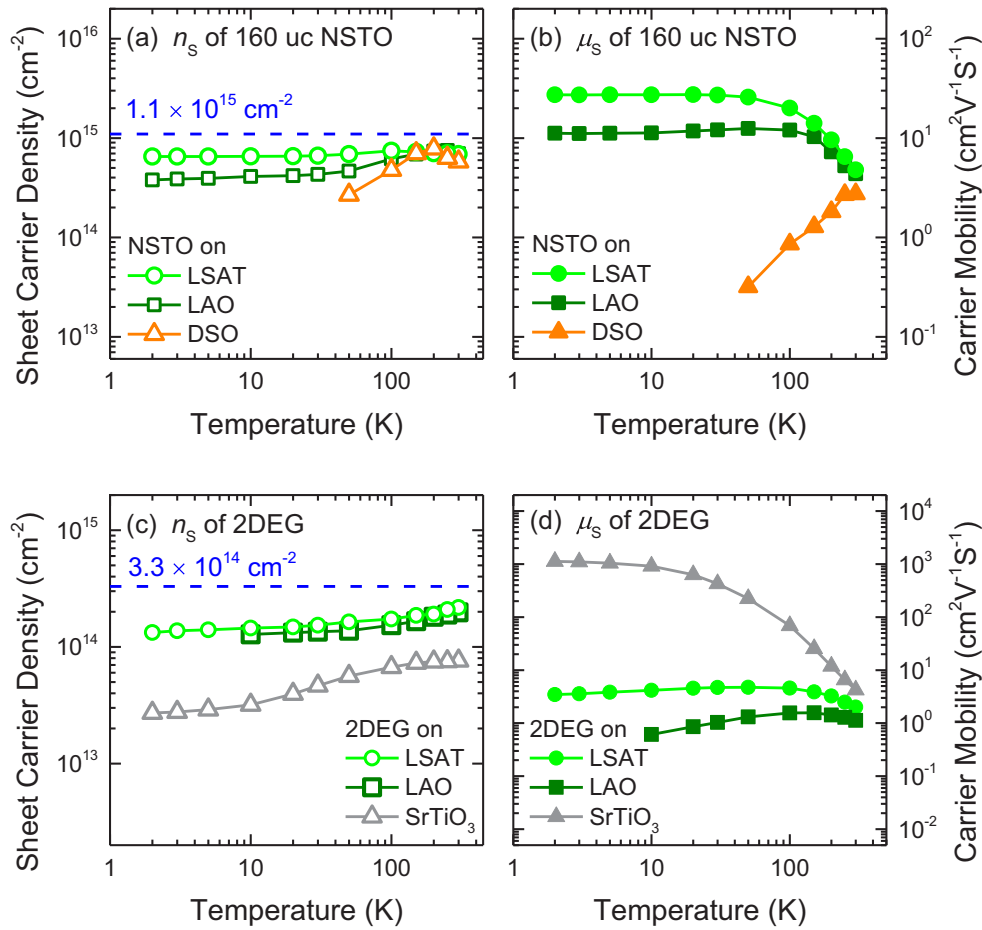 (a) n_S of 160 uc NSTO
1.1 × 10^15 cm^-2
NSTO on
LSAT
LAO
DSO
10^16
10^15
10^14
10^13
Sheet Carrier Density (cm^-2)
1
10
100
Temperature (K)
(b) μ_S of 160 uc NSTO
NSTO on
LSAT
LAO
DSO
10^2
10^1
10^0
10^-1
Carrier Mobility (cm^2V^-1S^-1)
1
10
100
Temperature (K)
(c) n_S of 2DEG
3.3 × 10^14 cm^-2
2DEG on
LSAT
LAO
SrTiO_3
10^15
10^14
10^13
Sheet Carrier Density (cm^-2)
1
10
100
Temperature (K)
(d) μ_S of 2DEG
2DEG on
LSAT
LAO
SrTiO_3
10^4
10^3
10^2
10^1
10^0
10^-1
10^-2
Carrier Mobility (cm^2V^-1S^-1)
1
10
100
Temperature (K)